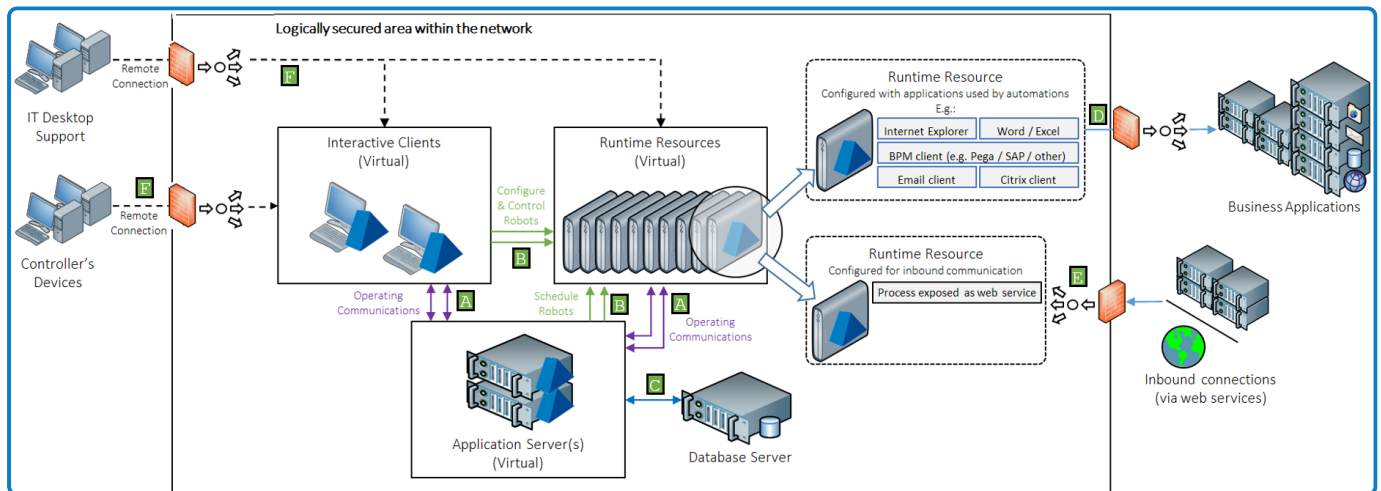 Logically secured area within the network
Remote
Connection
IT Desktop
Support
F
Interactive Clients
(Virtual)
Runtime Resources
(Virtual)
Runtime Resource
Configured with applications used by automations
E.g.:
Internet Explorer
Word / Excel
BPM client (e.g. Pega / SAP / other)
Email client
Citrix client
D
Business Applications
F
Remote
Connection
Controller's
Devices
Configure
& Control
Robots
B
Operating
Communications
A
Schedule
Robots
B
A
Operating
Communications
Runtime Resource
Configured for inbound communication
Process exposed as web service
E
Inbound connections
(via web services)
C
Application Server(s)
(Virtual)
Database Server